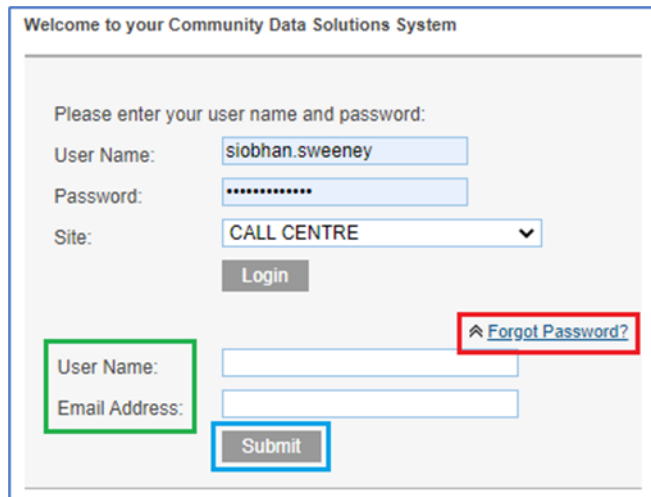 Welcome to your Community Data Solutions System
Please enter your user name and password:
User Name: siobhan.sweeney
Password: •••••••••••••
Site: CALL CENTRE
Login
Forgot Password?
User Name:
Email Address:
Submit